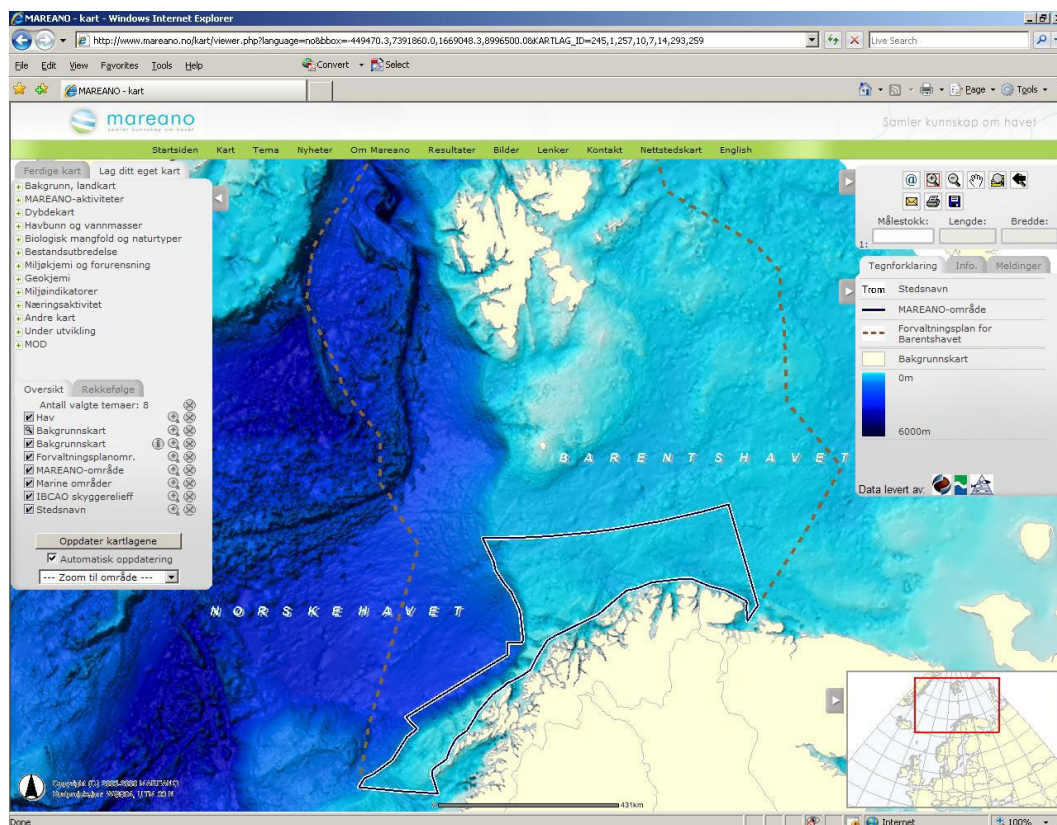 MAREANO - kart - Windows Internet Explorer
http://www.mareano.no/kart/viewer.php?language=no&bbox=-449470.3,7391860.0,1669048.3,8996500.0&KARTLAG_ID=245,1,257,10,7,14,293,259
Live Search
File Edit View Favorites Tools Help
Convert Select
MAREANO - kart
Page Tools
mareano
samler kunnskap om havet
Samler kunnskap om havet
Startsiden Kart Tema Nyheter Om Mareano Resultater Bilder Lenker Kontakt Nettstedskart English
Ferdige kart Lag ditt eget kart
Bakgrunn, landkart
MAREANO-aktiviteter
Dybdekart
Havbunn og vannmasser
Biologisk mangfold og naturtyper
Bestandsutbredelse
Miljøkjemi og forurensning
Geokjemi
Miljøindikatorer
Næringsaktivitet
Andre kart
Under utvikling
MOD
Oversikt Rekkefølge
Antall valgte temaer: 8
Hav
Bakgrunnskart
Bakgrunnskart
Forvaltningsplanomr.
MAREANO-område
Marine områder
IBCAO skyggerelieff
Stedsnavn
Oppdater kartlagene
Automatisk oppdatering
--- Zoom til område ---
Målestokk: Lengde: Bredde:
1:
Tegnforklaring Info. Meldinger
Trom Stedsnavn
MAREANO-område
Forvaltningsplan for
Barentshavet
Bakgrunnskart
0m
6000m
Data levert av:
BARENTSHAVET
NORSKEHAVET
431km
Done
Internet
100%